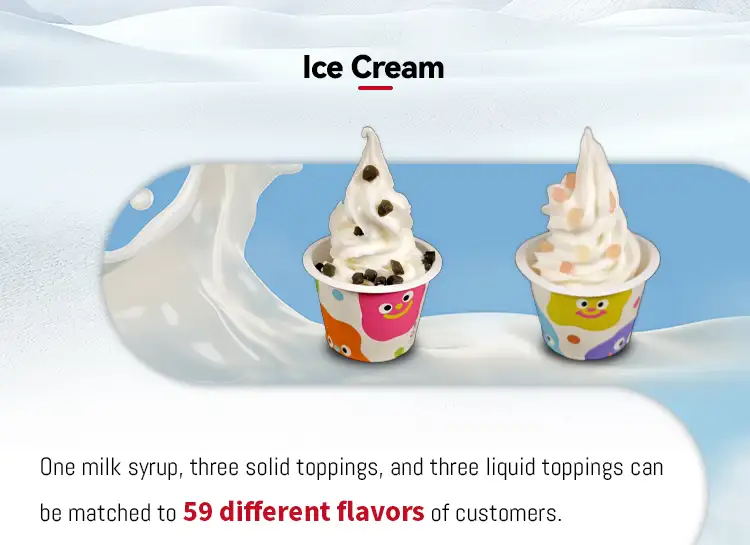 Ice Cream
One milk syrup, three solid toppings, and three liquid toppings can
be matched to 59 different flavors of customers.